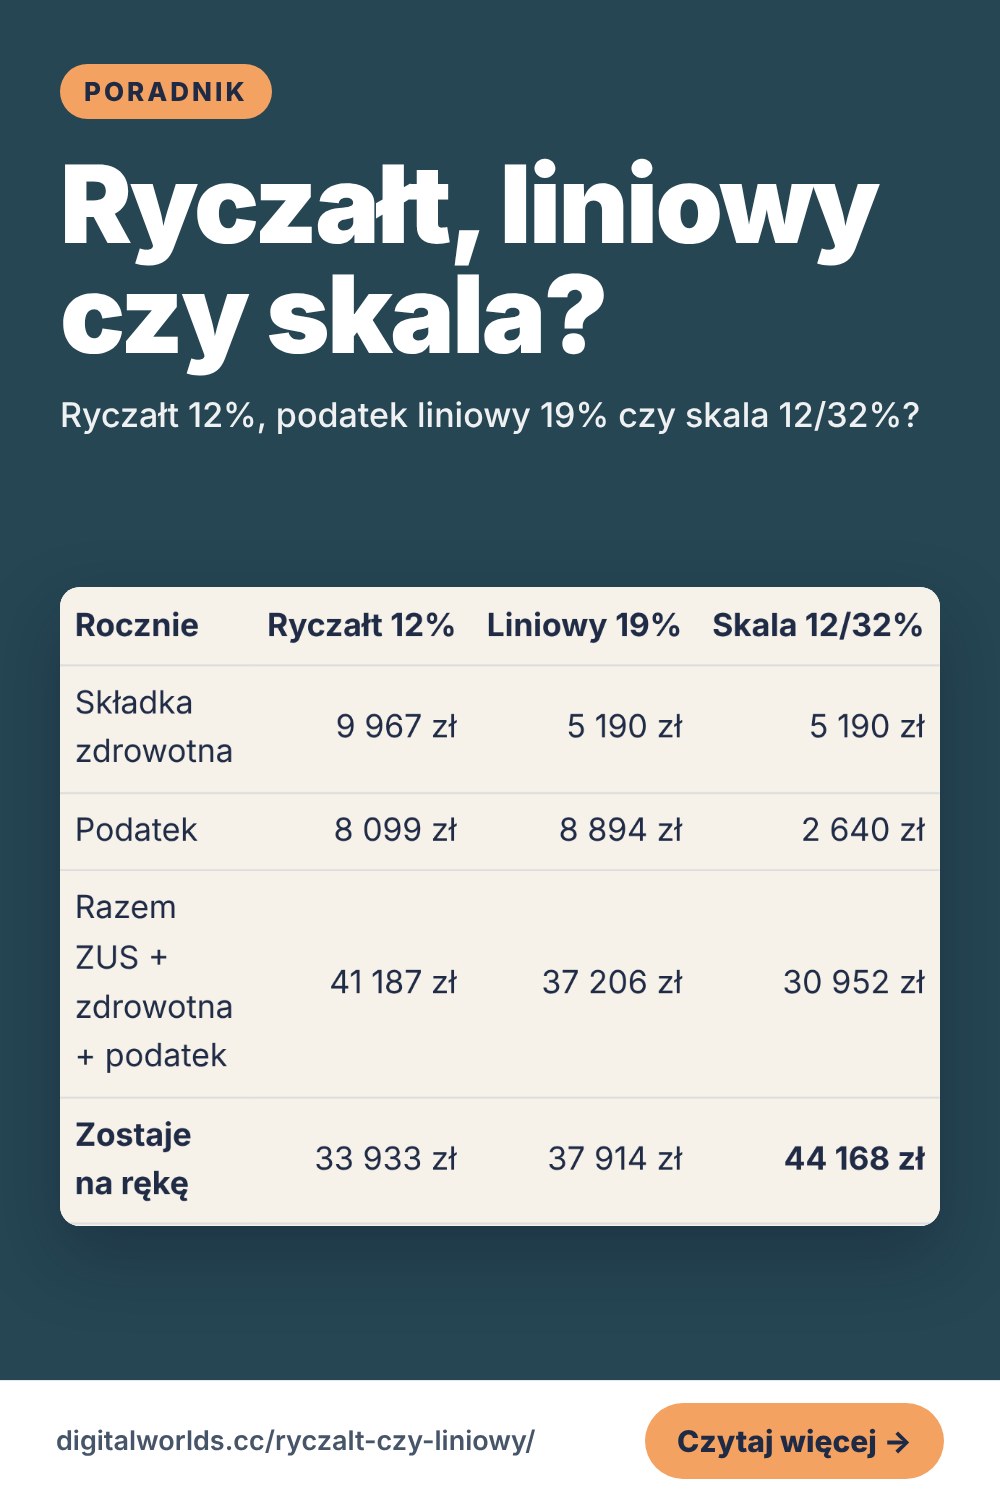 PORADNIK
Ryczałt, liniowy
czy skala?
Ryczałt 12%, podatek liniowy 19% czy skala 12/32%?
Rocznie Ryczałt 12% Liniowy 19% Skala 12/32%
Składka
zdrowotna 9 967 zł 5 190 zł 5 190 zł
Podatek 8 099 zł 8 894 zł 2 640 zł
Razem
ZUS +
zdrowotna
+ podatek 41 187 zł 37 206 zł 30 952 zł
Zostaje
na rękę 33 933 zł 37 914 zł 44 168 zł
digitalworlds.cc/ryczalt-czy-liniowy/
Czytaj więcej →